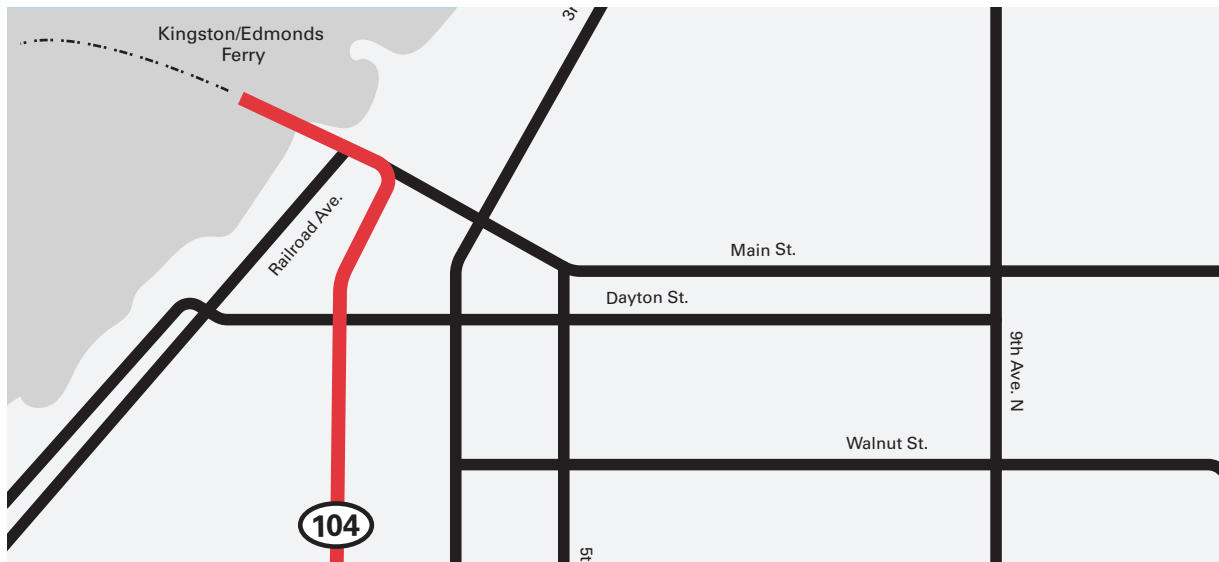 Kingston/Edmonds
Ferry
Railroad Ave.
Main St.
Dayton St.
9th Ave. N
Walnut St.
104